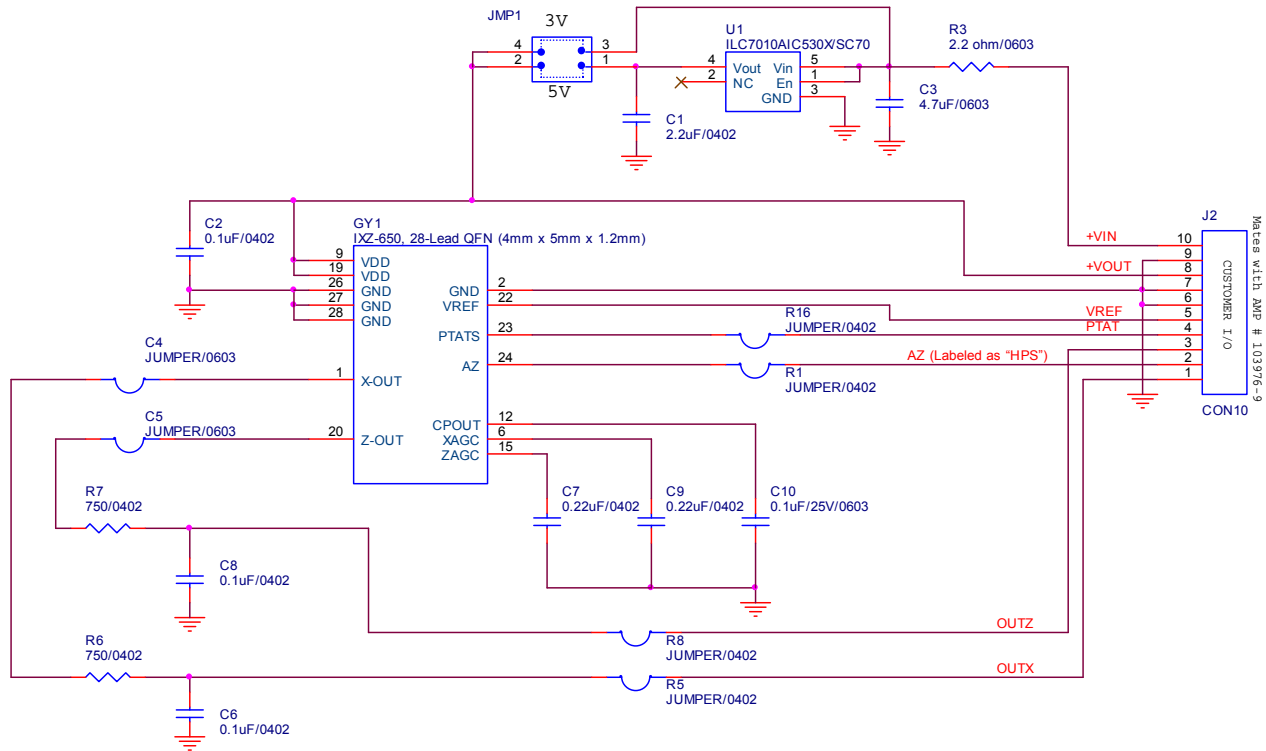 JMP1
3V
4
2
3
1
5V
U1
ILC7010AIC530X/SC70
4
2
Vout
NC
Vin
En
GND
5
1
3
R3
2.2 ohm/0603
C3
4.7uF/0603
C1
2.2uF/0402
C2
0.1uF/0402
GY1
IXZ-650, 28-Lead QFN (4mm x 5mm x 1.2mm)
9
19
26
27
28
VDD
VDD
GND
GND
GND
1
X-OUT
20
Z-OUT
GND
VREF
PTATS
AZ
CPOUT
XAGC
ZAGC
2
22
23
24
12
6
15
C4
JUMPER/0603
C5
JUMPER/0603
R16
JUMPER/0402
R1
JUMPER/0402
+VIN
+VOUT
VREF
PTAT
AZ (Labeled as "HPS")
J2
10
9
8
7
6
5
4
3
2
1
CUSTOMER I/O
CON10
Mates with AMP # 103976-9
C7
0.22uF/0402
C9
0.22uF/0402
C10
0.1uF/25V/0603
R7
750/0402
C8
0.1uF/0402
OUTZ
R8
JUMPER/0402
R6
750/0402
OUTX
R5
JUMPER/0402
C6
0.1uF/0402